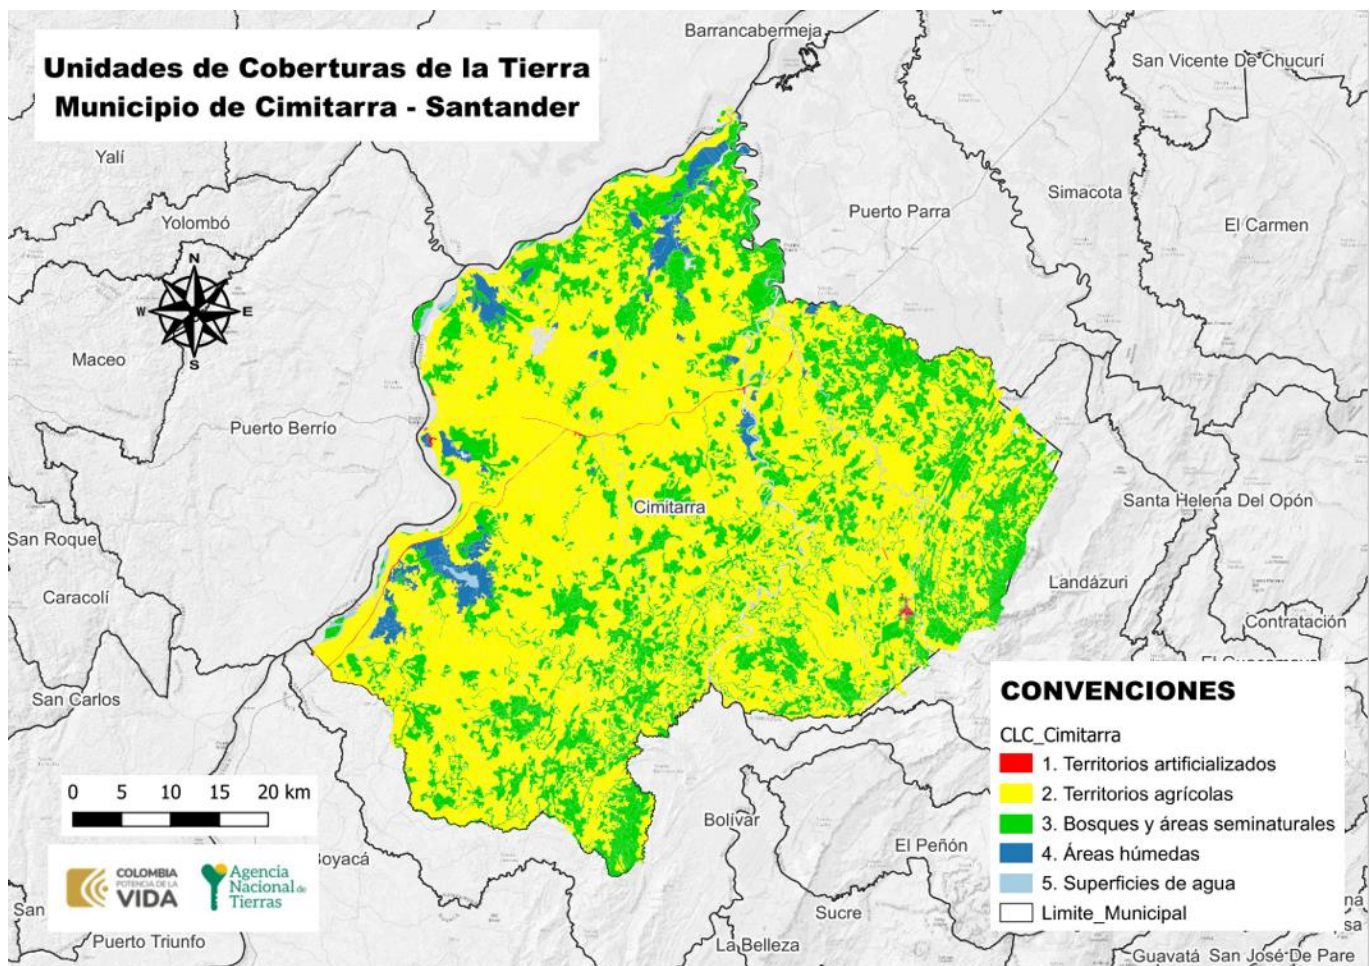 Unidades de Coberturas de la Tierra
Municipio de Cimitarra - Santander
Barrancabermeja
San Vicente De Chucurí
Yalí
Yolombó
Simacota
Puerto Parra
El Carmen
N
W E
S
Maceo
Puerto Berrío
Cimitarra
Santa Helena Del Opón
San Roque
Caracolí
Landázuri
Contratación
San Carlos
CONVENCIONES
CLC_Cimitarra
1. Territorios artificializados
2. Territorios agrícolas
3. Bosques y áreas seminaturales
4. Áreas húmedas
5. Superficies de agua
Limite_Municipal
0 5 10 15 20 km
Bolívar
El Peñón
COLOMBIA
POTENCIA DE LA
VIDA
Agencia
Nacional de
Tierras
San
Sucre
Puerto Triunfo
La Belleza
Guavatá
San José De Pare